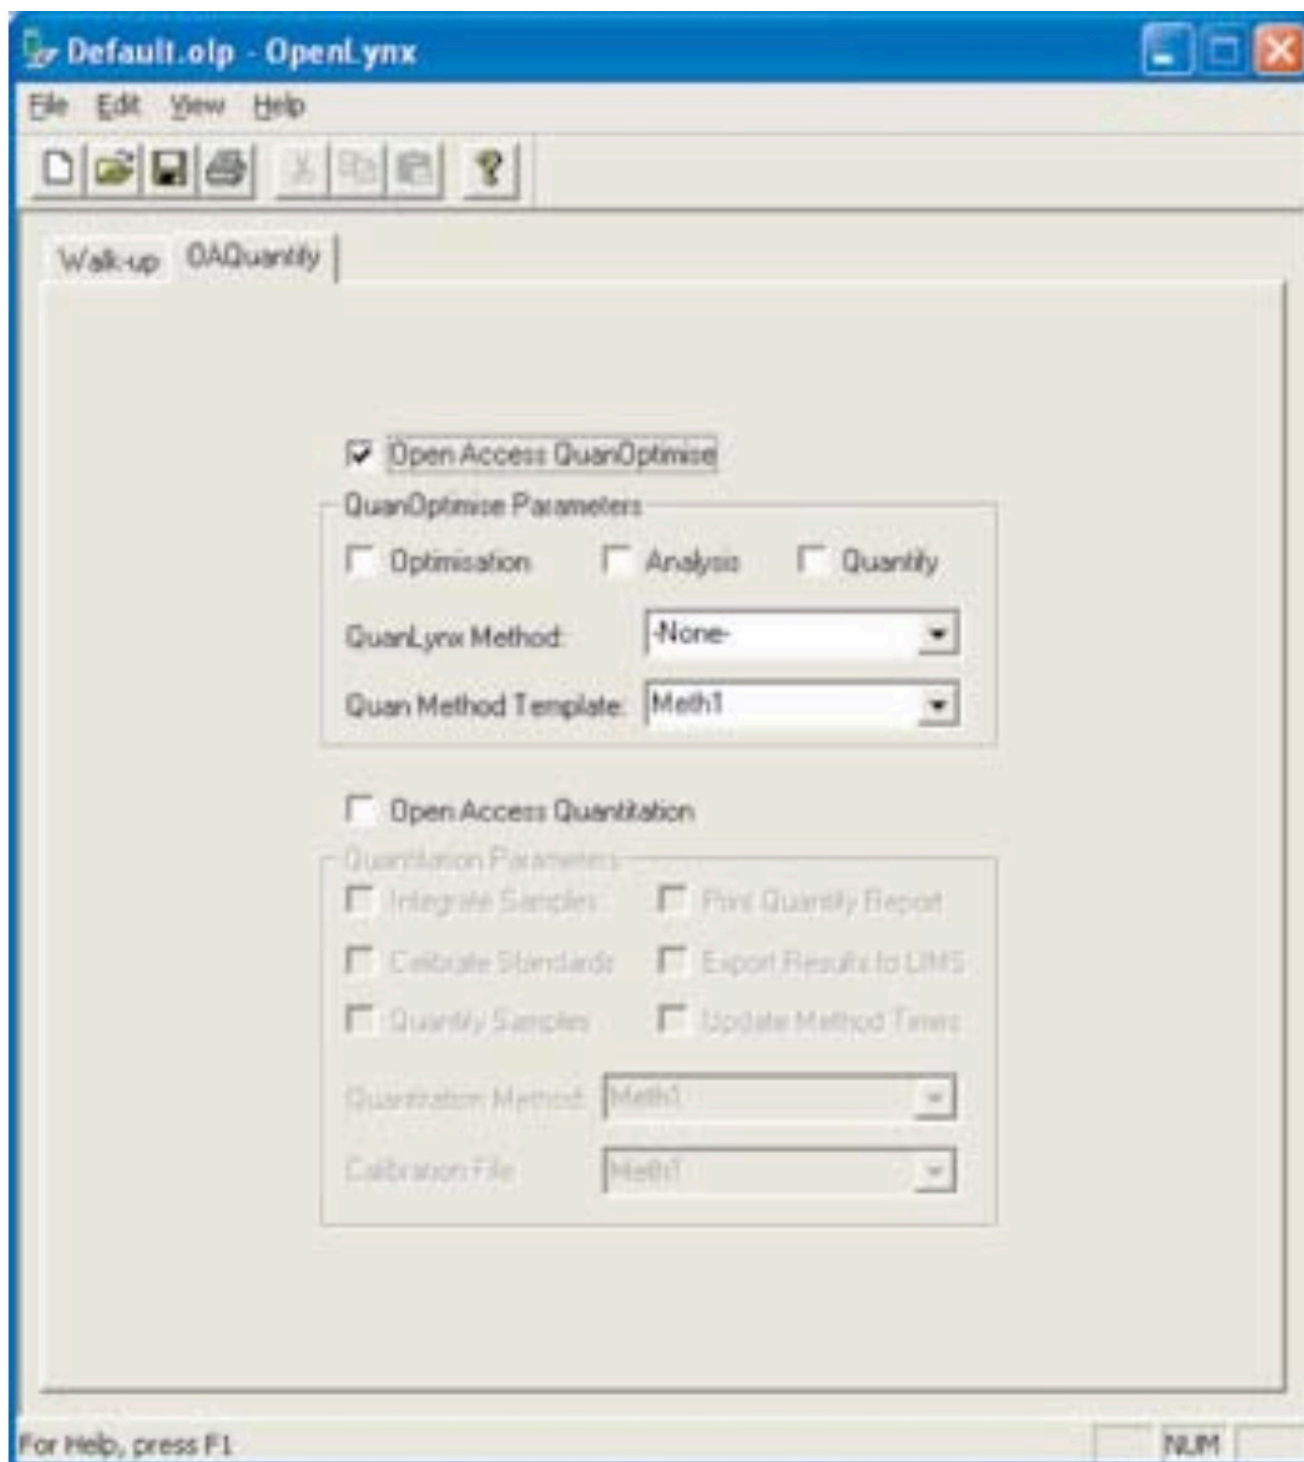 Default.olp - OpenLynx
File Edit View Help
Walk-up OAQuantify
Open Access QuanOptimise
QuanOptimise Parameters
Optimisation Analysis Quantify
QuanLynx Method: -None-
Quan Method Template: Meth1
Open Access Quantitation
Quantitation Parameters
Integrate Samples Print Quantify Report
Calibrate Standards Export Results to LIMS
Quantify Samples Update Method Times
Quantitation Method: Meth1
Calibration File Meth1
For Help, press F1 NUM